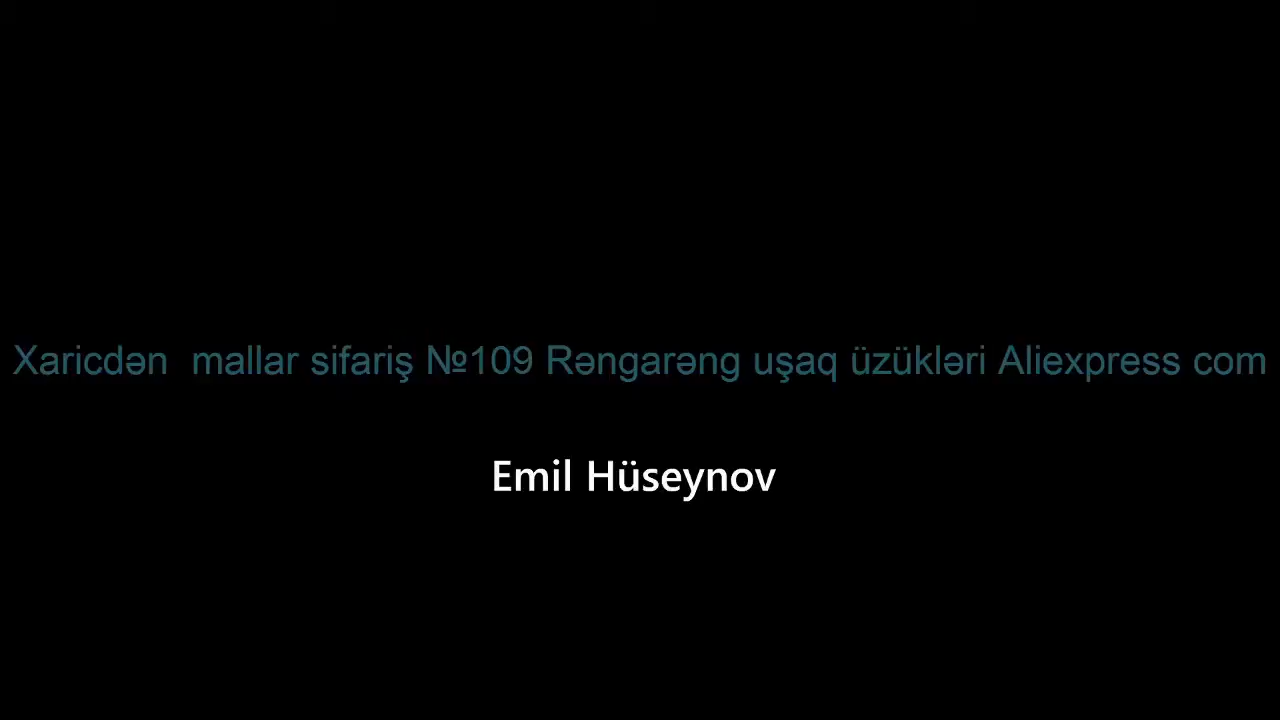 Xaricdən  mallar sifariş №109 Rəngarəng uşaq üzükləri Aliexpress com
Emil Hüseynov